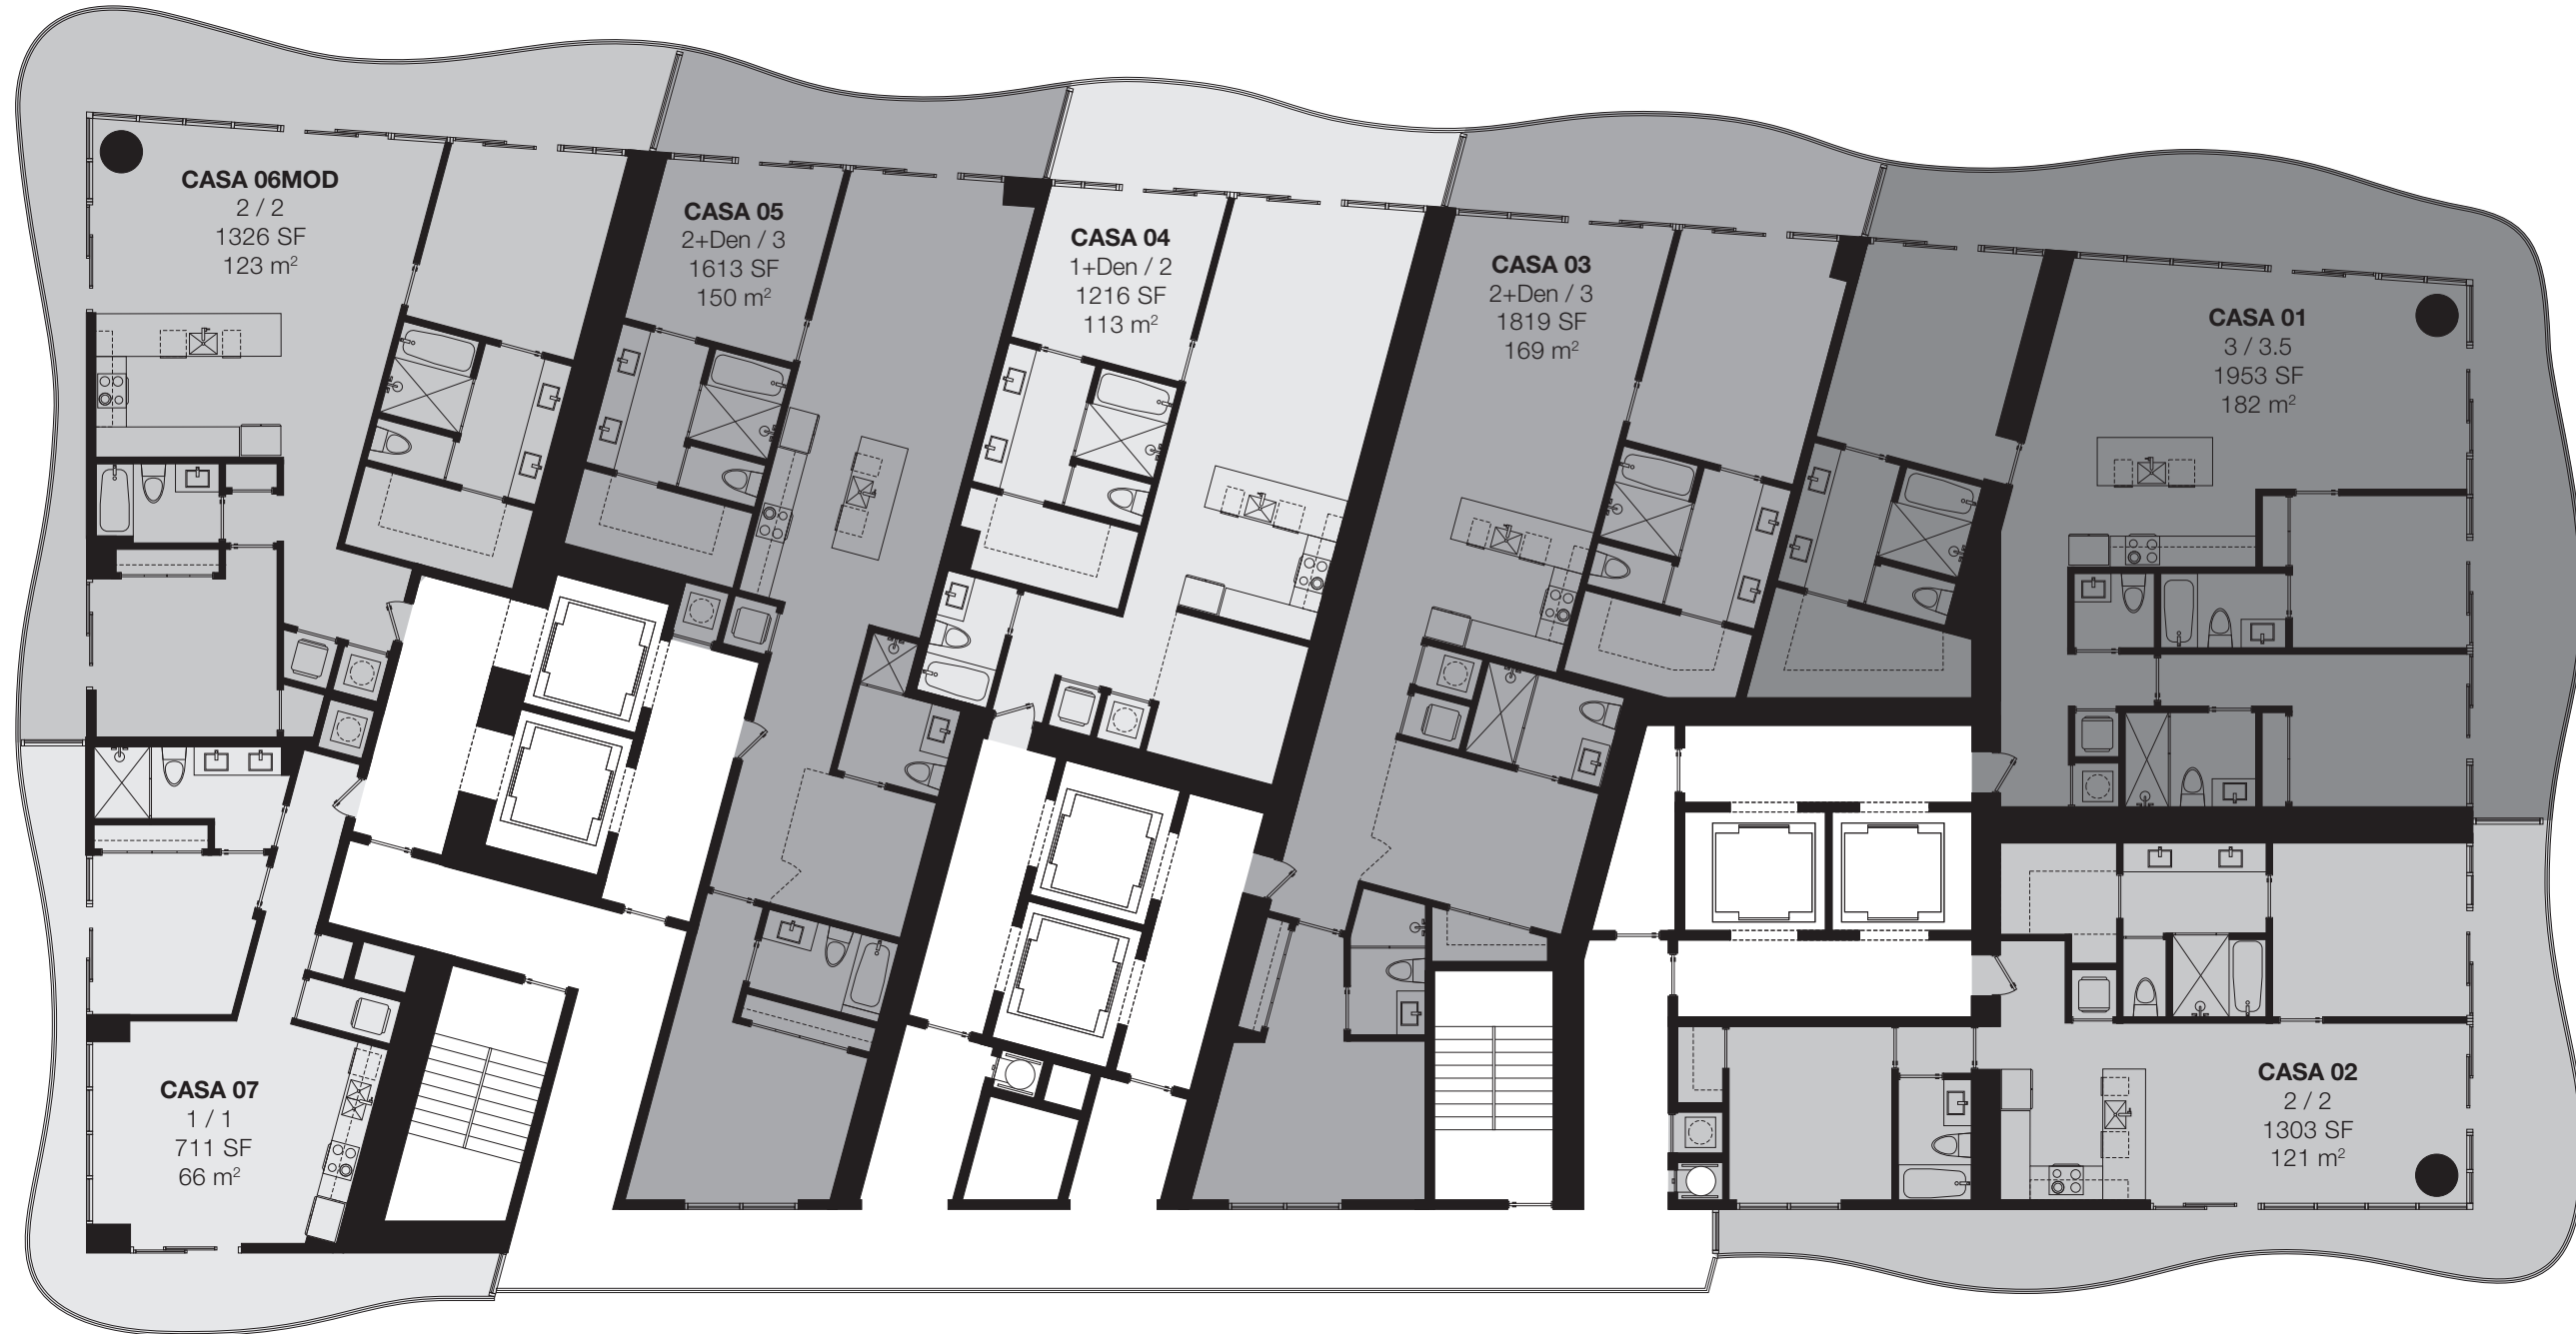 CASA 06MOD
2 / 2
1326 SF
123 m²
CASA 05
2+Den / 3
1613 SF
150 m²
CASA 04
1+Den / 2
1216 SF
113 m²
CASA 03
2+Den / 3
1819 SF
169 m²
CASA 01
3 / 3.5
1953 SF
182 m²
CASA 07
1 / 1
711 SF
66 m²
CASA 02
2 / 2
1303 SF
121 m²